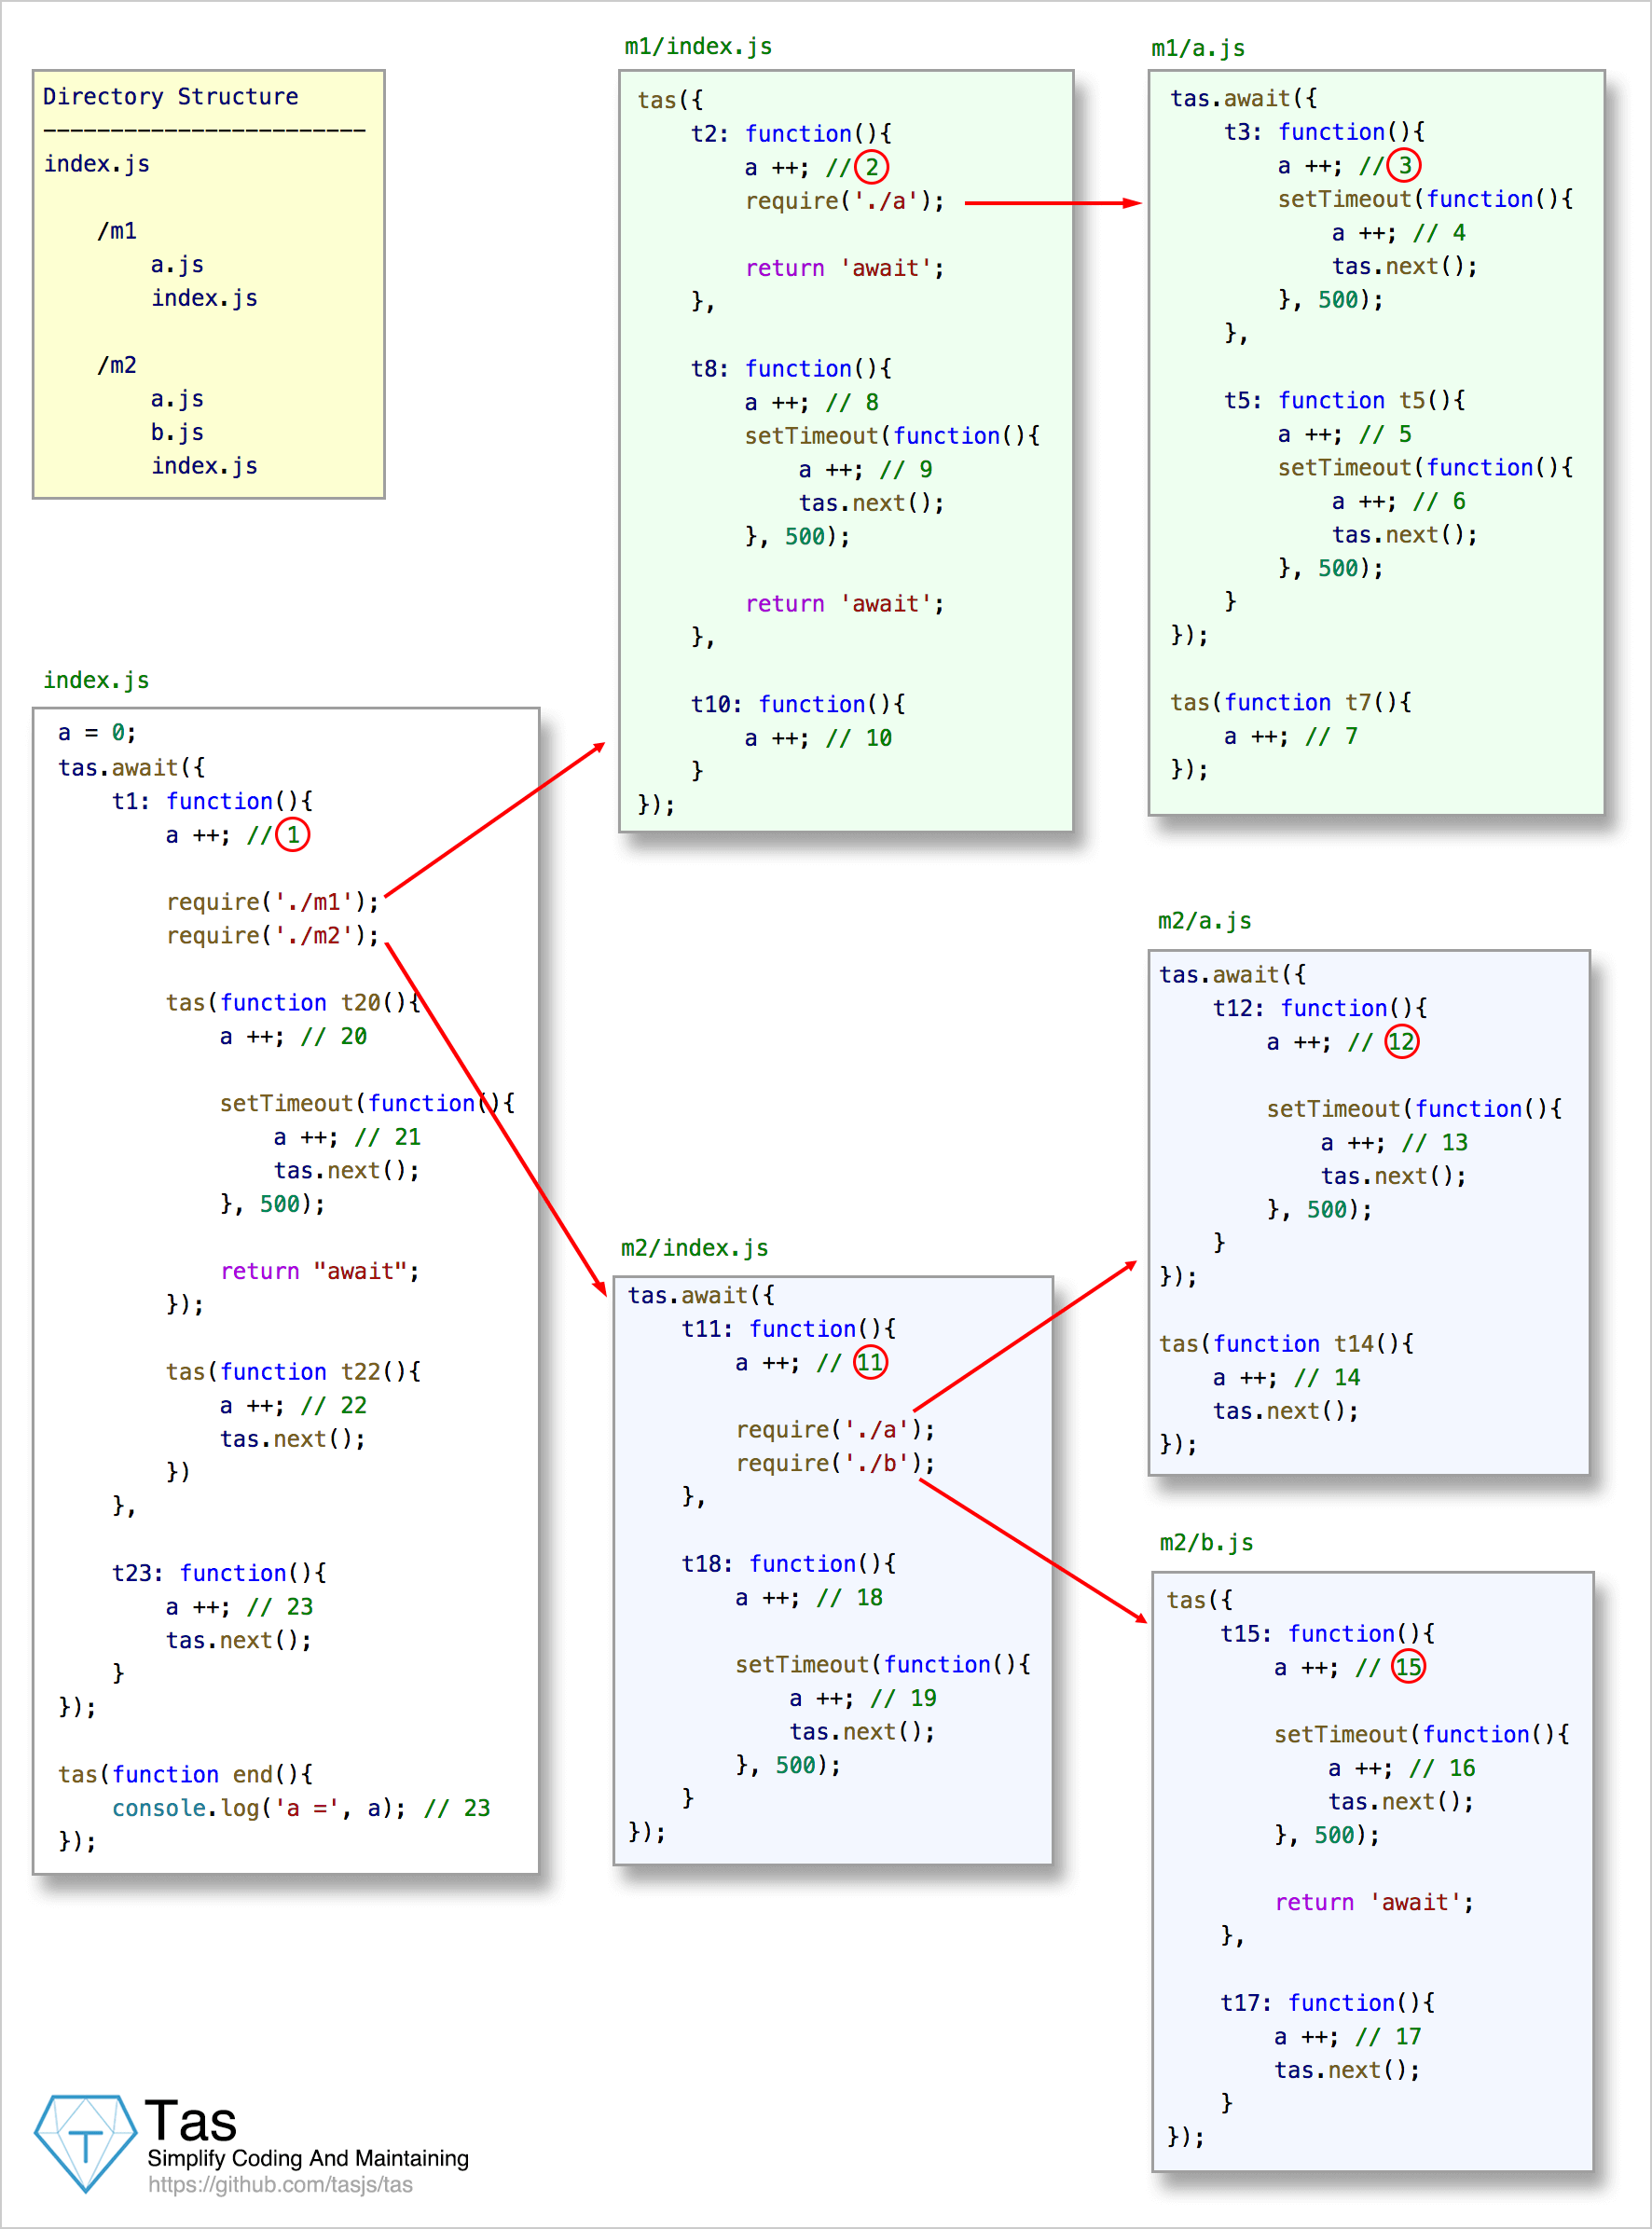 Directory Structure
------------------------
index.js
/m1
a.js
index.js
/m2
a.js
b.js
index.js
index.js
a = 0;
tas.await({
t1: function(){
a ++; // 1
require('./m1');
require('./m2');
tas(function t20(){
a ++; // 20
setTimeout(function(){
a ++; // 21
tas.next();
}, 500);
return "await";
});
tas(function t22(){
a ++; // 22
tas.next();
})
},
t23: function(){
a ++; // 23
tas.next();
}
});
tas(function end(){
console.log('a =', a); // 23
});
m1/index.js
tas({
t2: function(){
a ++; // 2
require('./a');
return 'await';
},
t8: function(){
a ++; // 8
setTimeout(function(){
a ++; // 9
tas.next();
}, 500);
return 'await';
},
t10: function(){
a ++; // 10
}
});
m1/a.js
tas.await({
t3: function(){
a ++; // 3
setTimeout(function(){
a ++; // 4
tas.next();
}, 500);
},
t5: function t5(){
a ++; // 5
setTimeout(function(){
a ++; // 6
tas.next();
}, 500);
}
});
tas(function t7(){
a ++; // 7
});
m2/index.js
tas.await({
t11: function(){
a ++; // 11
require('./a');
require('./b');
},
t18: function(){
a ++; // 18
setTimeout(function(){
a ++; // 19
tas.next();
}, 500);
}
});
m2/a.js
tas.await({
t12: function(){
a ++; // 12
setTimeout(function(){
a ++; // 13
tas.next();
}, 500);
}
});
tas(function t14(){
a ++; // 14
tas.next();
});
m2/b.js
tas({
t15: function(){
a ++; // 15
setTimeout(function(){
a ++; // 16
tas.next();
}, 500);
return 'await';
},
t17: function(){
a ++; // 17
tas.next();
}
});
T
Tas
Simplify Coding And Maintaining
https://github.com/tasjs/tas